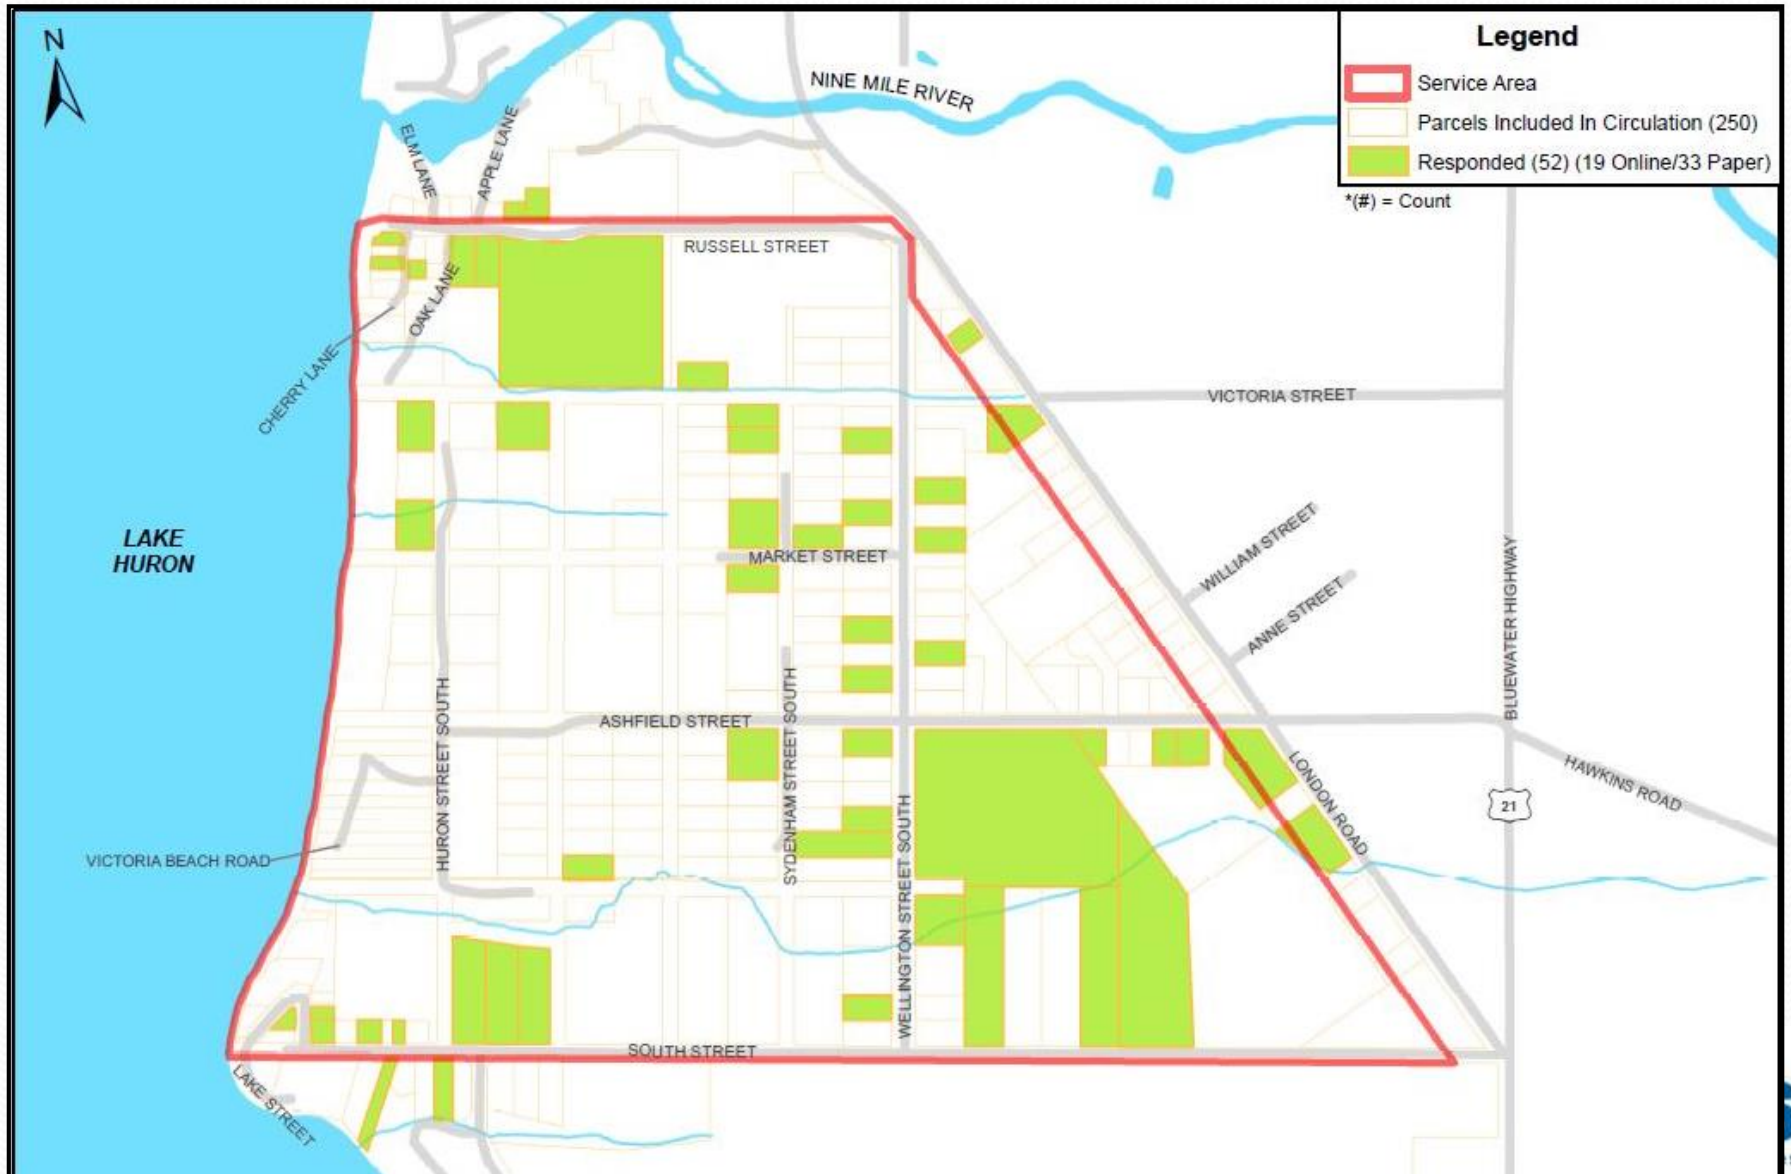 N
NINE MILE RIVER
Legend
Service Area
Parcels Included In Circulation (250)
Responded (52) (19 Online/33 Paper)
*(#) = Count
ELM LANE
APPLE LANE
RUSSELL STREET
OAK LANE
CHERRY LANE
VICTORIA STREET
LAKE
HURON
MARKET STREET
WILLIAM STREET
ANNE STREET
BLUEWATER HIGHWAY
HURON STREET SOUTH
ASHFIELD STREET
SYDENHAM STREET SOUTH
WELLINGTON STREET SOUTH
LONDON ROAD
HAWKINS ROAD
21
VICTORIA BEACH ROAD
SOUTH STREET
LAKE STREET